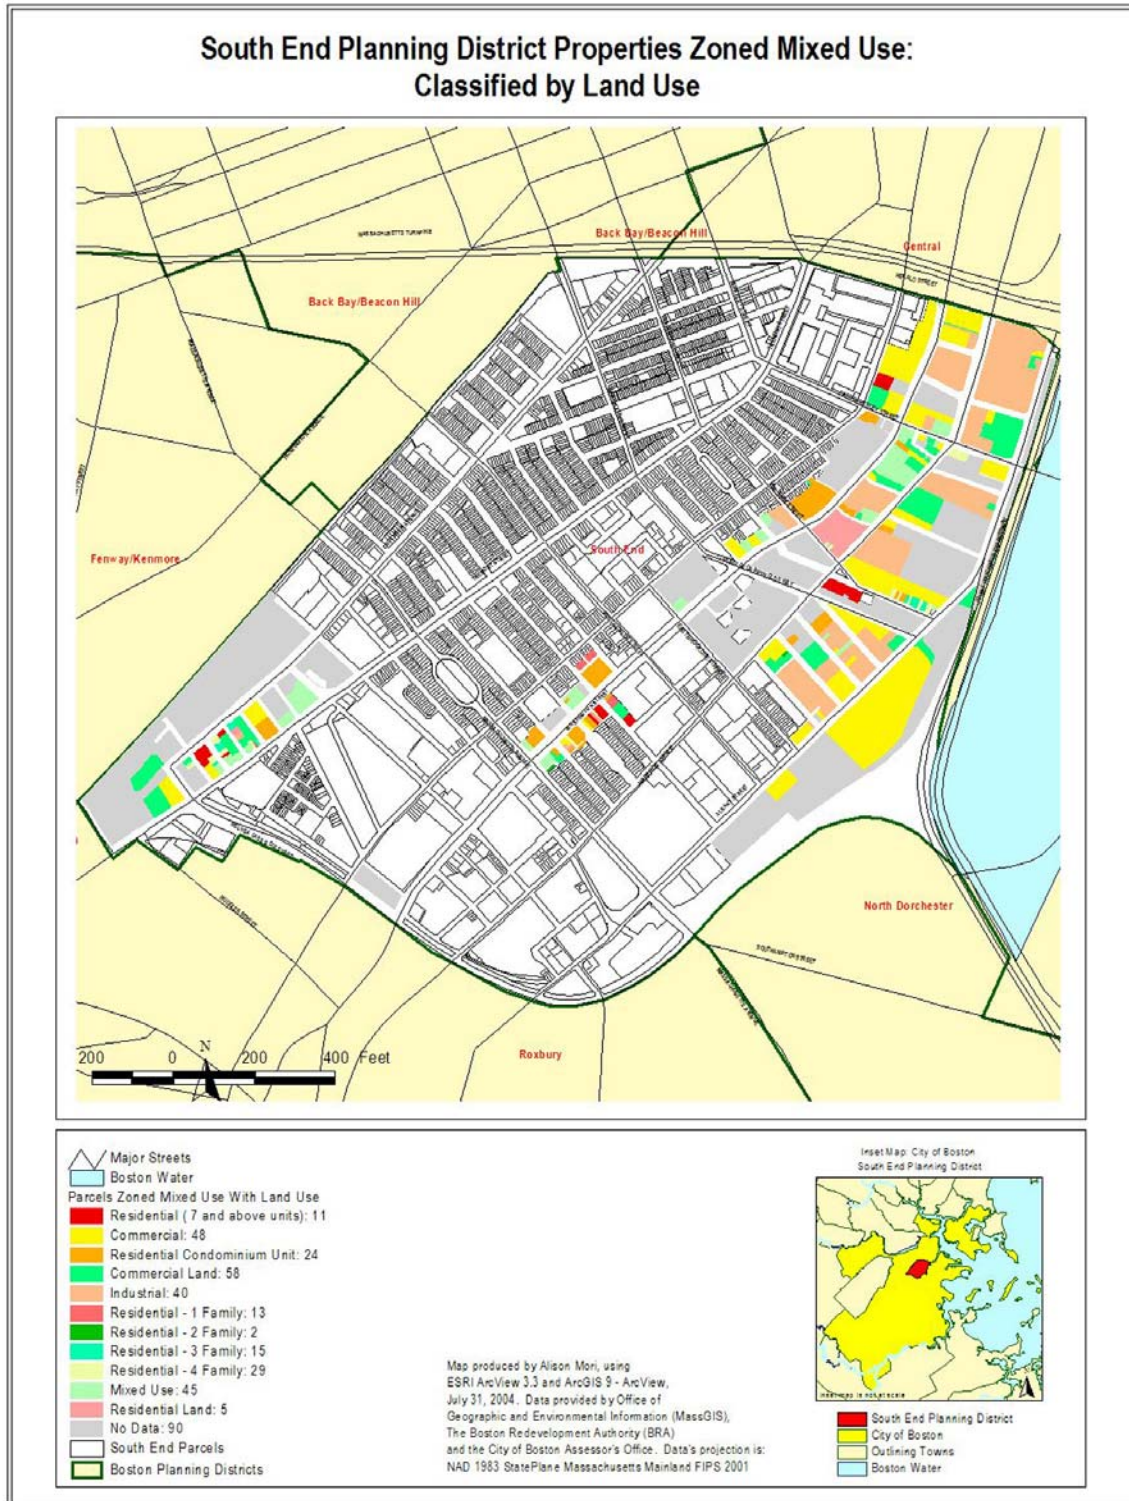 South End Planning District Properties Zoned Mixed Use:
Classified by Land Use
MASSACHUSETTS TURNPIKE
Back Bay/Beacon Hill
Central
Back Bay/Beacon Hill
Fenway/Kenmore
South End
North Dorchester
Roxbury
N
200 0 200 400 Feet
Major Streets
Boston Water
Parcels Zoned Mixed Use With Land Use
Residential (7 and above units): 11
Commercial: 48
Residential Condominium Unit: 24
Commercial Land: 58
Industrial: 40
Residential - 1 Family: 13
Residential - 2 Family: 2
Residential - 3 Family: 15
Residential - 4 Family: 29
Mixed Use: 45
Residential Land: 5
No Data: 90
South End Parcels
Boston Planning Districts
Map produced by Alison Mori, using
ESRI ArcView 3.3 and ArcGIS 9 - ArcView,
July 31, 2004. Data provided by Office of
Geographic and Environmental Information (MassGIS),
The Boston Redevelopment Authority (BRA)
and the City of Boston Assessor's Office. Data's projection is:
NAD 1983 StatePlane Massachusetts Mainland FIPS 2001
Inset Map: City of Boston
South End Planning District
Inset map is not at scale
South End Planning District
City of Boston
Outlining Towns
Boston Water